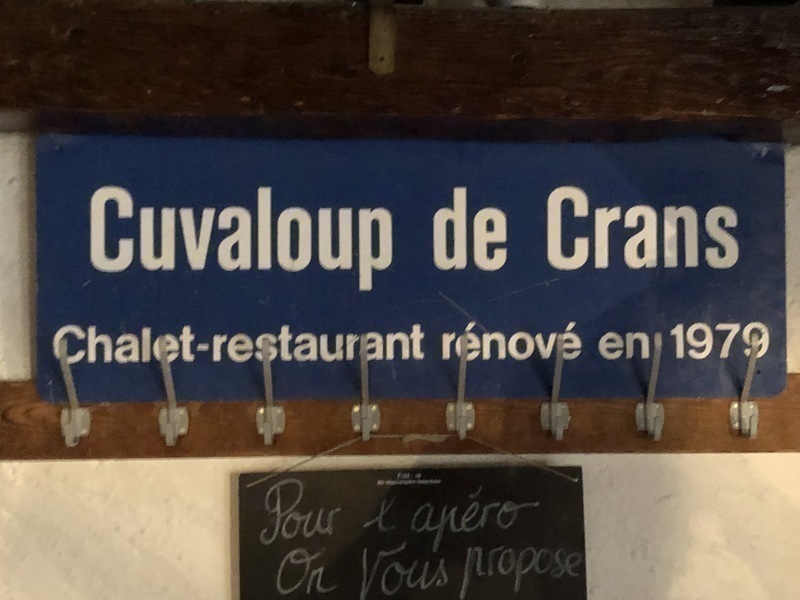 Cuvaloup de Crans
Chalet-restaurant rénové en 1979
Pour l'apéro
On Vous propose